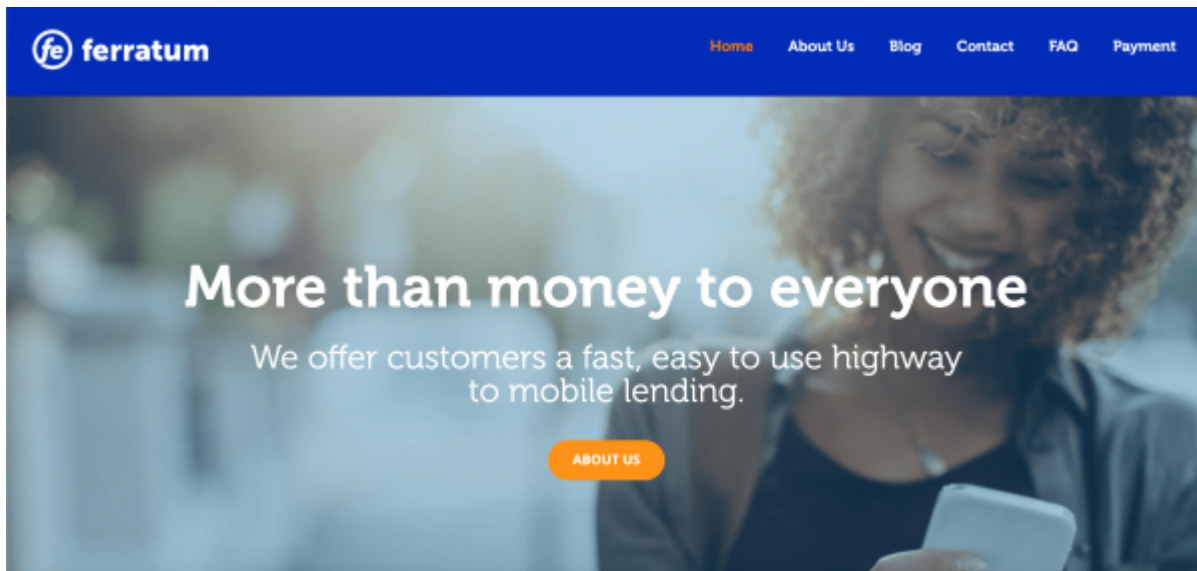 fe ferratum
Home About Us Blog Contact FAQ Payment
More than money to everyone
We offer customers a fast, easy to use highway
to mobile lending.
ABOUT US